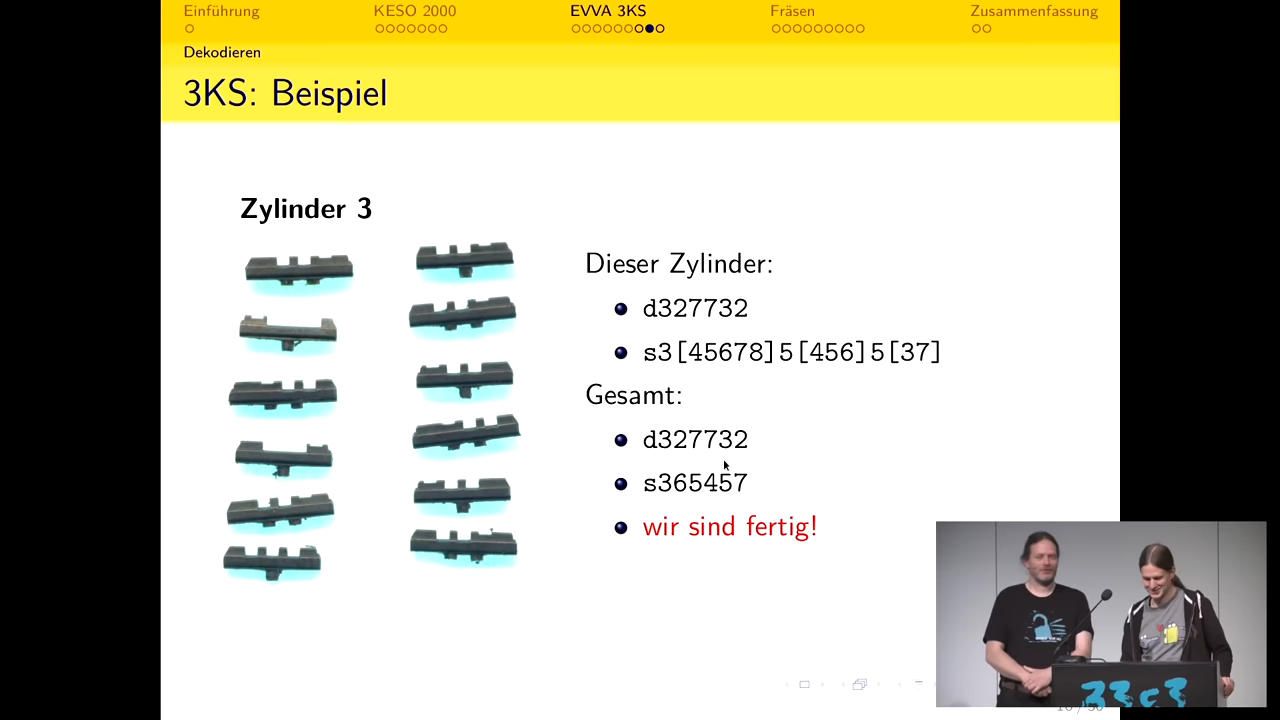 Einführung KESO 2000 EVVA 3KS Fräsen Zusammenfassung
Dekodieren
3KS: Beispiel
Zylinder 3
Dieser Zylinder:
d327732
s3[45678]5[456]5[37]
Gesamt:
d327732
s365457
wir sind fertig!
33c3